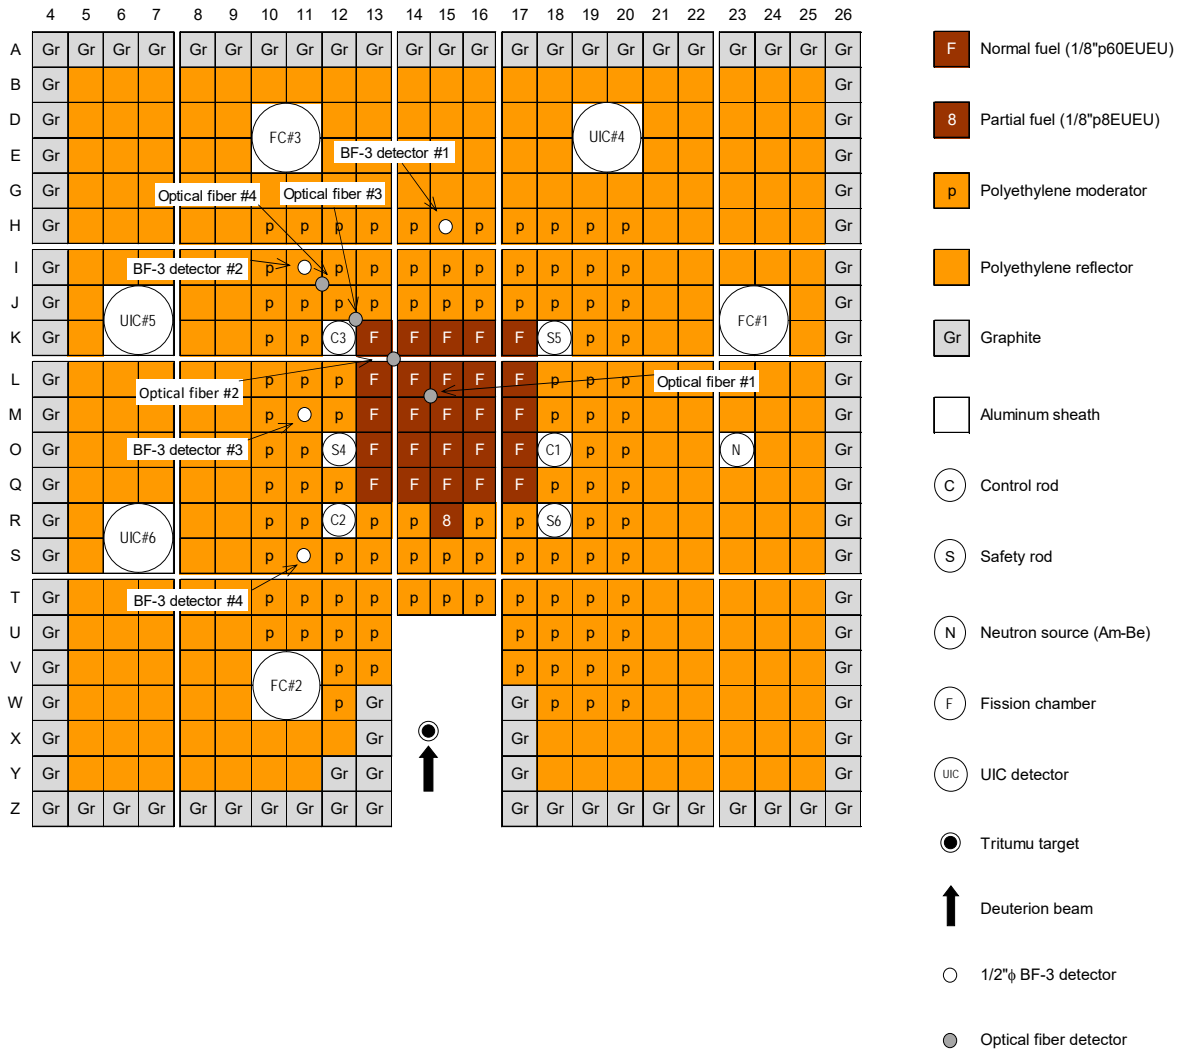 4 5 6 7 8 9 10 11 12 13 14 15 16 17 18 19 20 21 22 23 24 25 26
A Gr Gr Gr Gr Gr Gr Gr Gr Gr Gr Gr Gr Gr Gr Gr Gr Gr Gr Gr Gr Gr Gr Gr
B Gr Gr
D Gr Gr
FC#3 UIC#4
E Gr Gr
BF-3 detector #1
G Gr Gr
Optical fiber #4 Optical fiber #3
H Gr p p p p p p p p p p Gr
I Gr p p p p p p p p p p Gr
BF-3 detector #2
J Gr p p p p p p p p p p p Gr
UIC#5 FC#1
K Gr p p C3 F F F F F S5 p p Gr
L Gr p p p F F F F F p p p Gr
Optical fiber #2 Optical fiber #1
M Gr p p F F F F F p p p Gr
BF-3 detector #3
O Gr p p S4 F F F F F C1 p p N Gr
Q Gr p p p F F F F F p p p Gr
R Gr p p C2 p p 8 p p S6 p p Gr
UIC#6
S Gr p p p p p p p p p p Gr
T Gr p p p p p p p p p p p Gr
BF-3 detector #4
U Gr p p p p p p p p Gr
V Gr p p p p p p Gr
FC#2
W Gr p Gr Gr p p p Gr
X Gr Gr Gr Gr
Y Gr Gr Gr Gr Gr
Z Gr Gr Gr Gr Gr Gr Gr Gr Gr Gr Gr Gr Gr Gr Gr Gr Gr Gr Gr Gr
F Normal fuel (1/8"p60EUEU)
8 Partial fuel (1/8"p8EUEU)
p Polyethylene moderator
Polyethylene reflector
Gr Graphite
Aluminum sheath
C Control rod
S Safety rod
N Neutron source (Am-Be)
F Fission chamber
UIC UIC detector
Tritumu target
Deuterion beam
1/2"ϕ BF-3 detector
Optical fiber detector